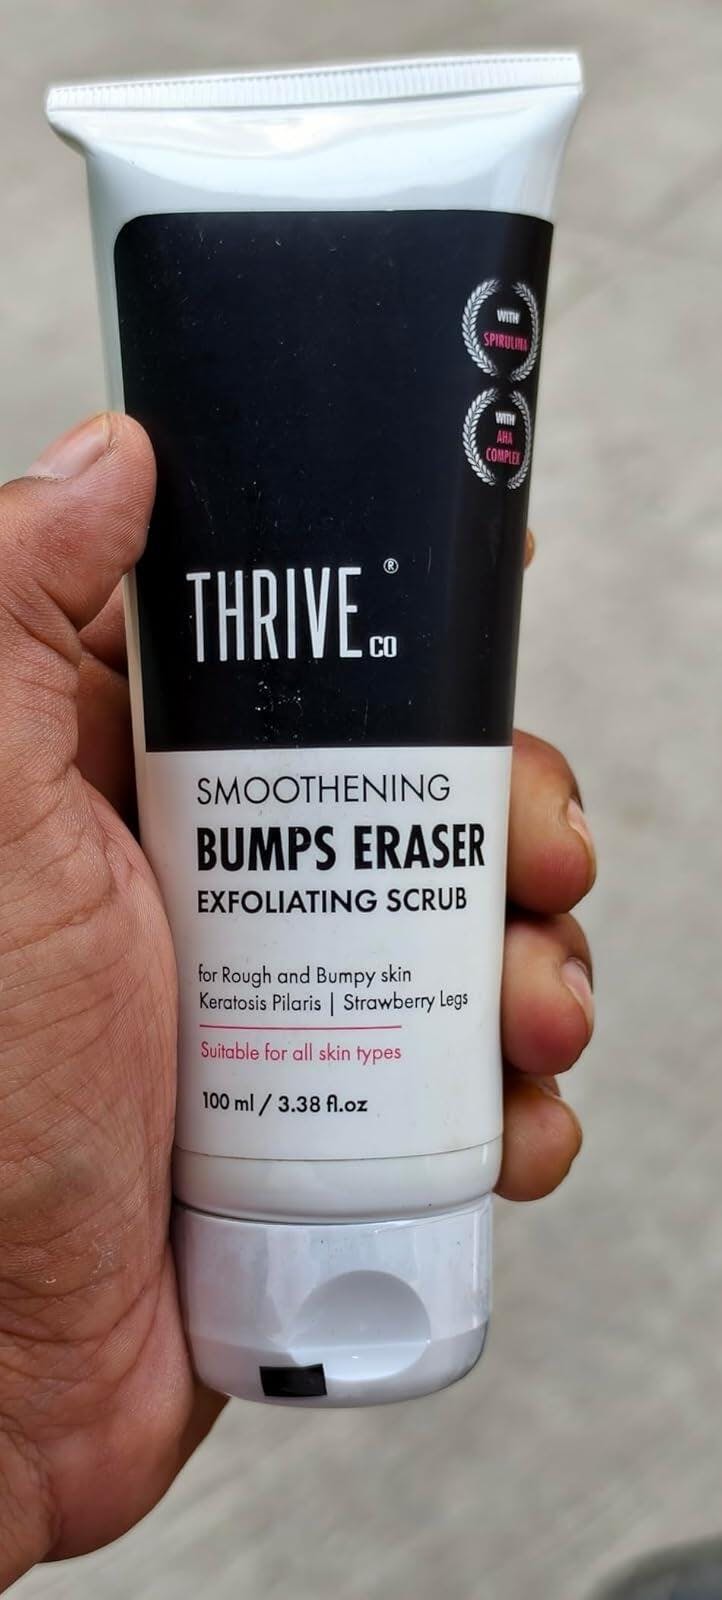 WITH
SPIRULINA
WITH
AHA
COMPLEX
THRIVE CO ®
SMOOTHENING
BUMPS ERASER
EXFOLIATING SCRUB
for Rough and Bumpy skin
Keratosis Pilaris | Strawberry Legs
Suitable for all skin types
100 ml / 3.38 fl.oz